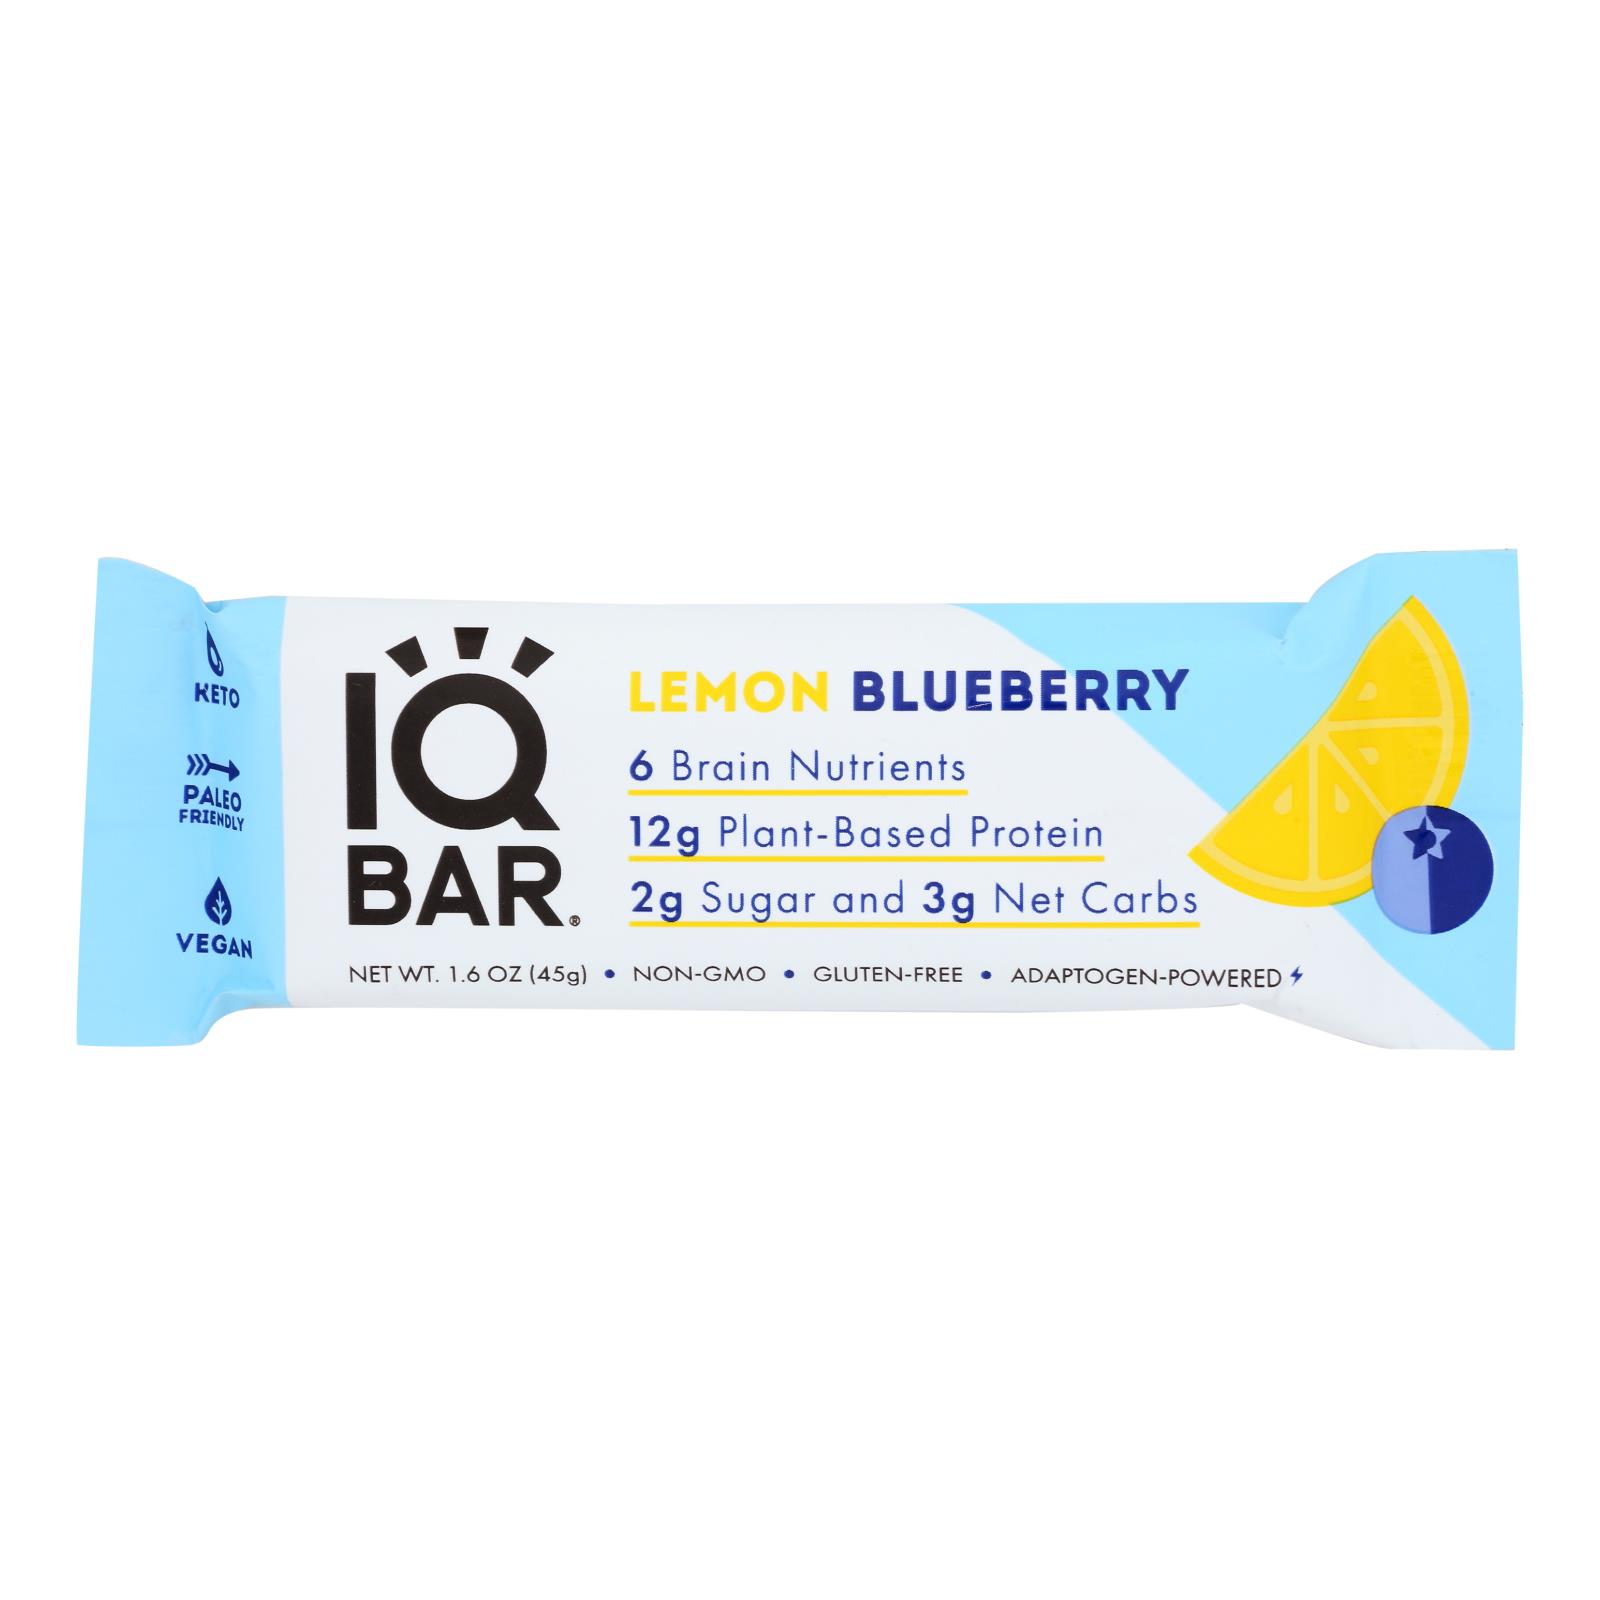 KETO
PALEO
FRIENDLY
VEGAN
IQ
BAR®
LEMON BLUEBERRY
6 Brain Nutrients
12g Plant-Based Protein
2g Sugar and 3g Net Carbs
NET WT. 1.6 OZ (45g) • NON-GMO • GLUTEN-FREE • ADAPTOGEN-POWERED